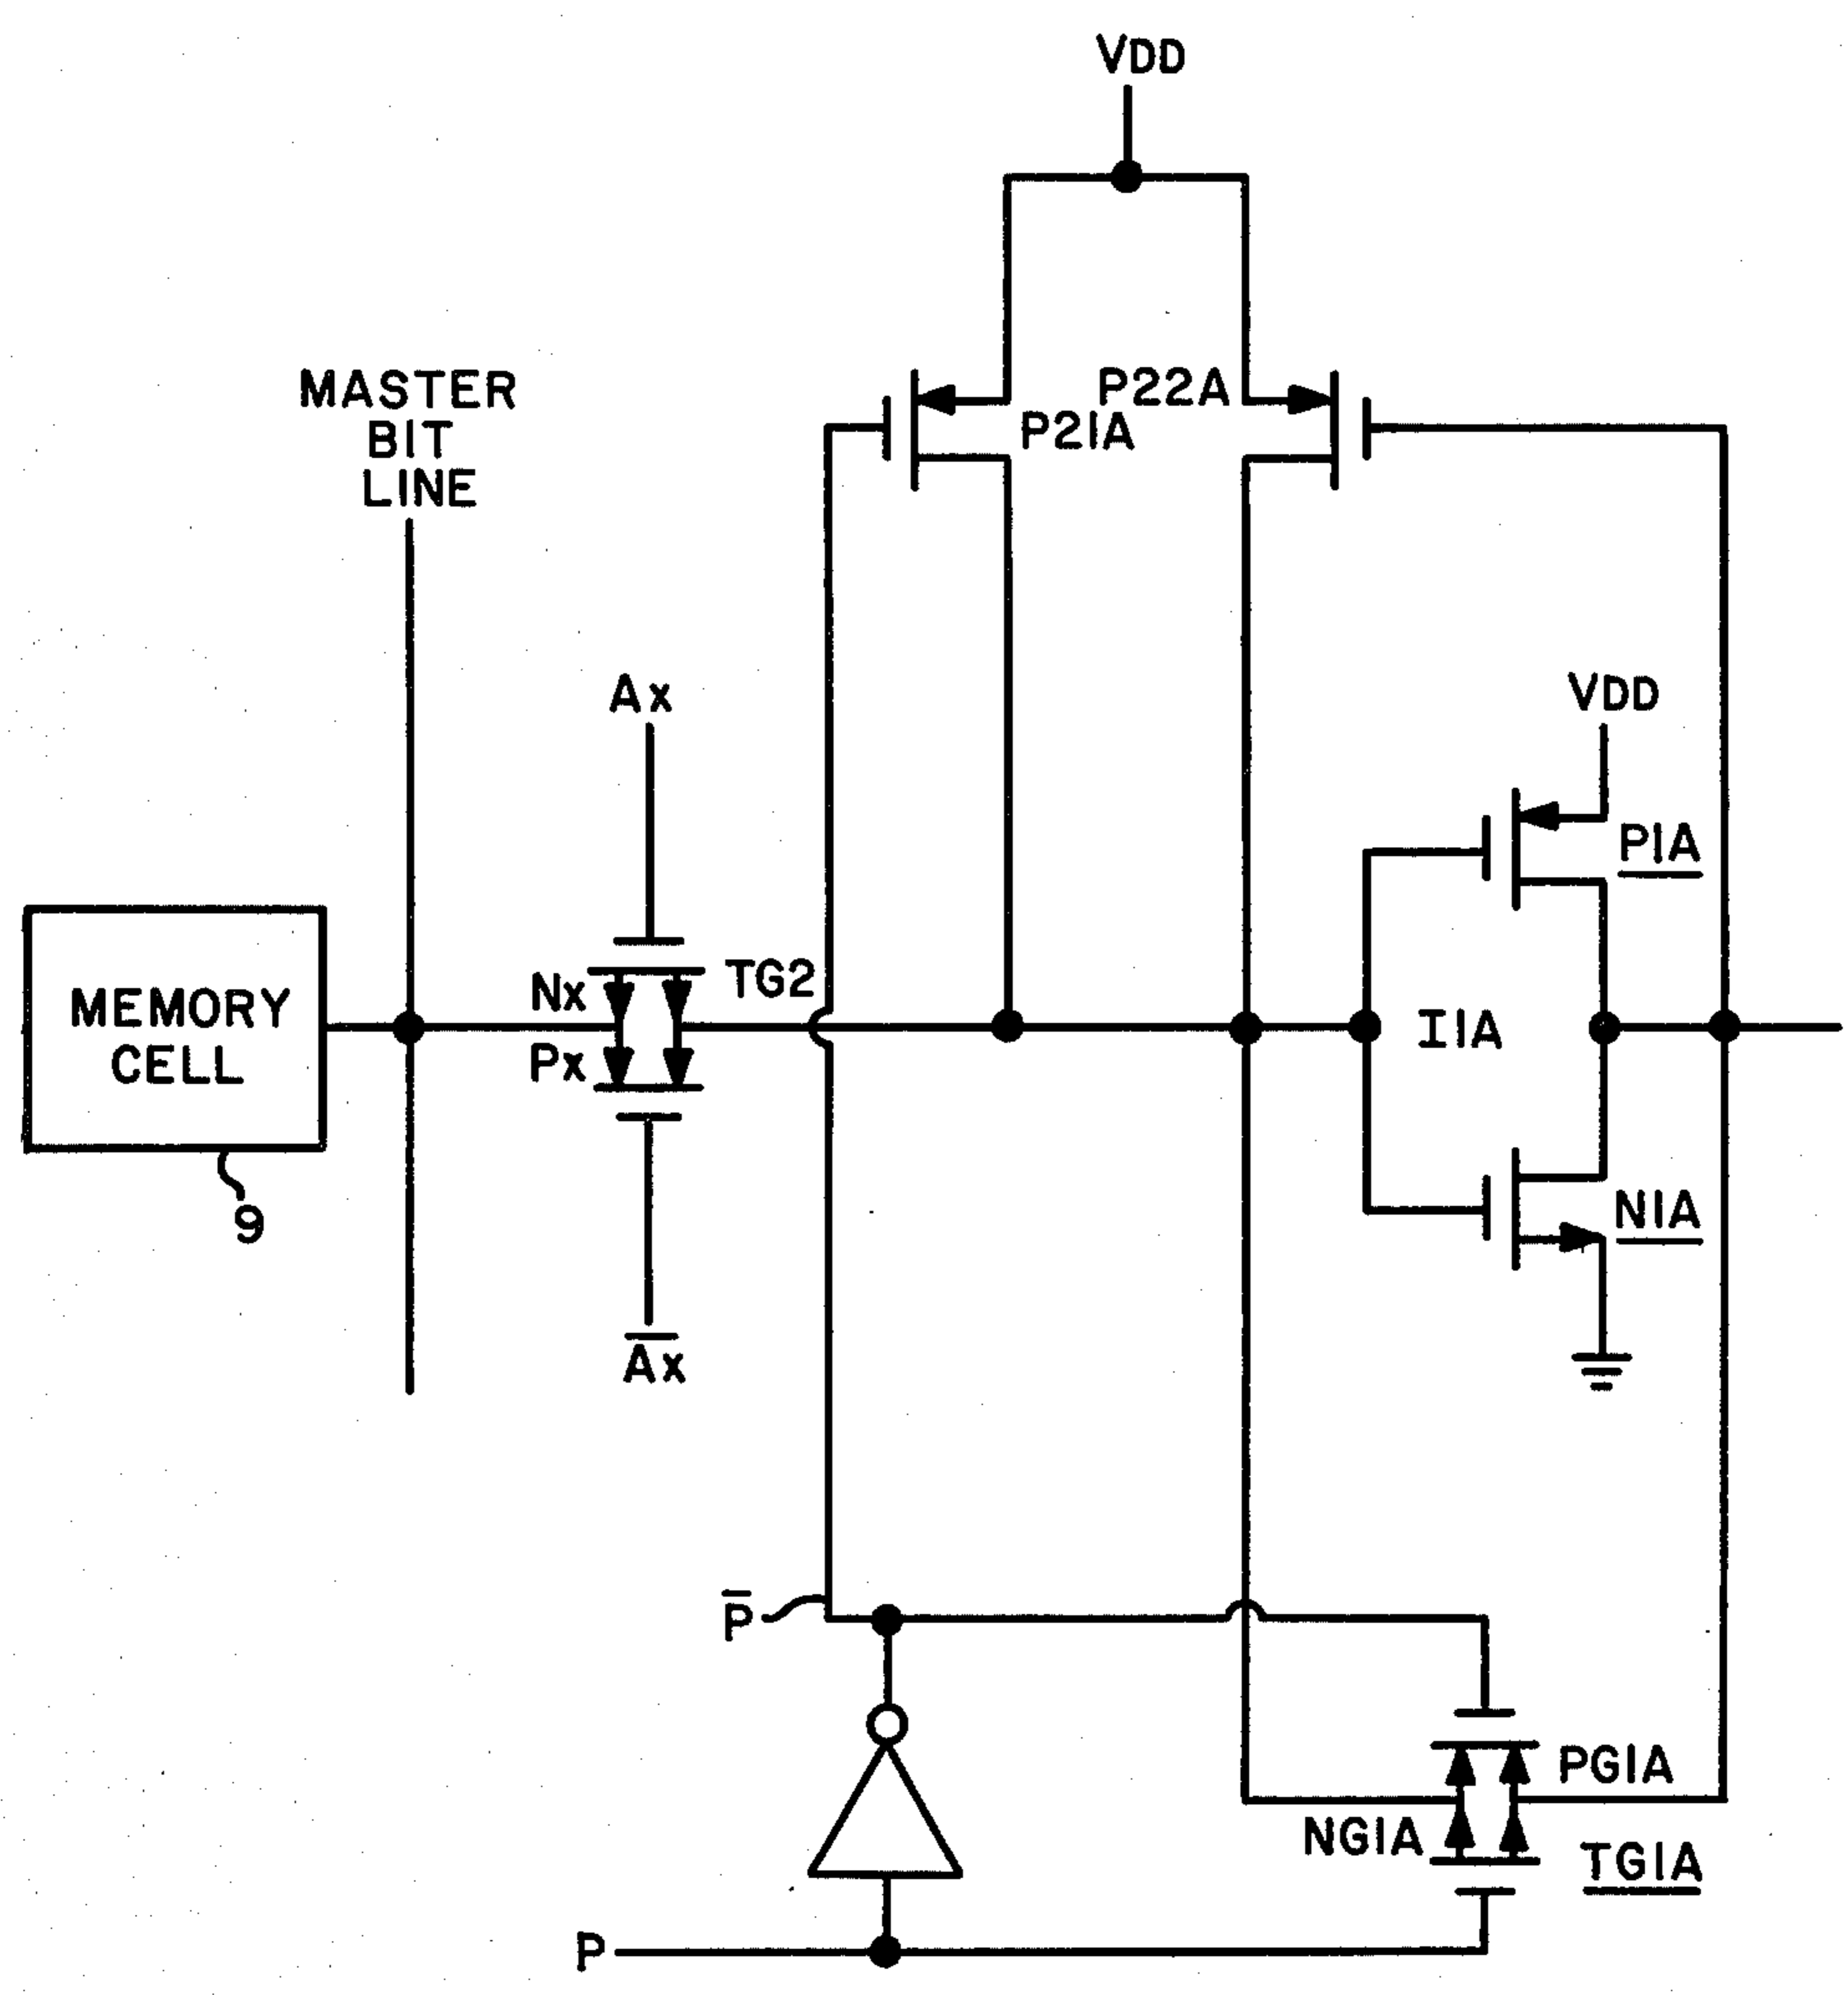 VDD
MASTER
BIT
LINE
P21A
P22A
Ax
VDD
P1A
MEMORY
CELL
Nx
Px
TG2
I1A
9
N1A
A̅x̅
P̅
PG1A
NG1A
TG1A
P